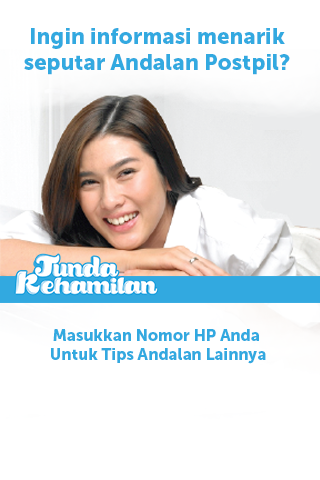 Ingin informasi menarik
seputar Andalan Postpil?
Tunda
Kehamilan
Masukkan Nomor HP Anda
Untuk Tips Andalan Lainnya